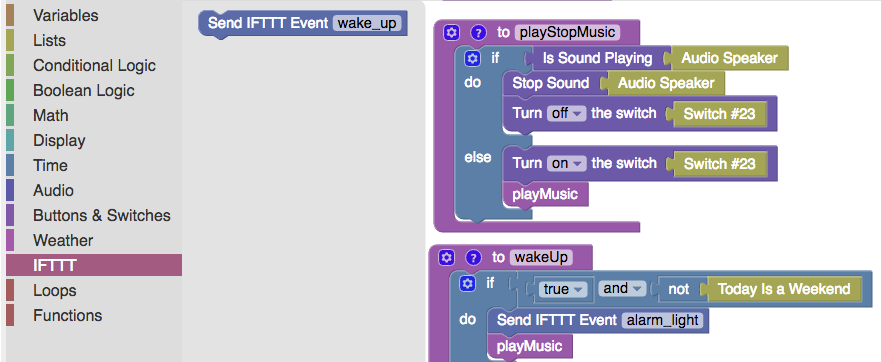 Variables
Lists
Conditional Logic
Boolean Logic
Math
Display
Time
Audio
Buttons & Switches
Weather
IFTTT
Loops
Functions
Send IFTTT Event wake_up
? to playStopMusic
if Is Sound Playing Audio Speaker
do Stop Sound Audio Speaker
Turn off the switch Switch #23
else Turn on the switch Switch #23
playMusic
? to wakeUp
if true and not Today Is a Weekend
do Send IFTTT Event alarm_light
playMusic